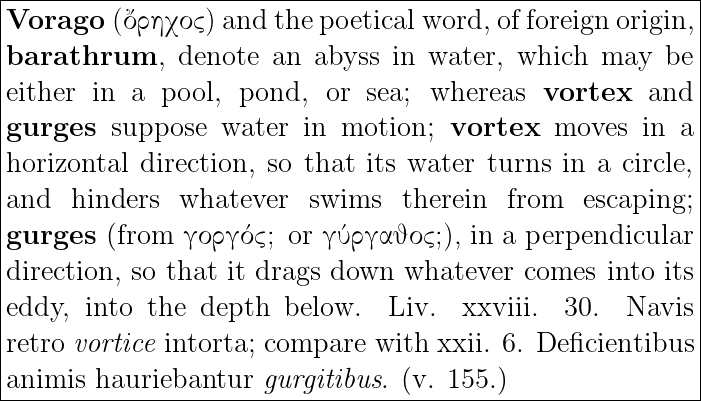 Vorago (ὄρηχος) and the poetical word, of foreign origin,
barathrum, denote an abyss in water, which may be
either in a pool, pond, or sea; whereas vortex and
gurges suppose water in motion; vortex moves in a
horizontal direction, so that its water turns in a circle,
and hinders whatever swims therein from escaping;
gurges (from γοργός; or γύργαθος;), in a perpendicular
direction, so that it drags down whatever comes into its
eddy, into the depth below. Liv. xxviii. 30. Navis
retro vortice intorta; compare with xxii. 6. Deficientibus
animis hauriebantur gurgitibus. (v. 155.)